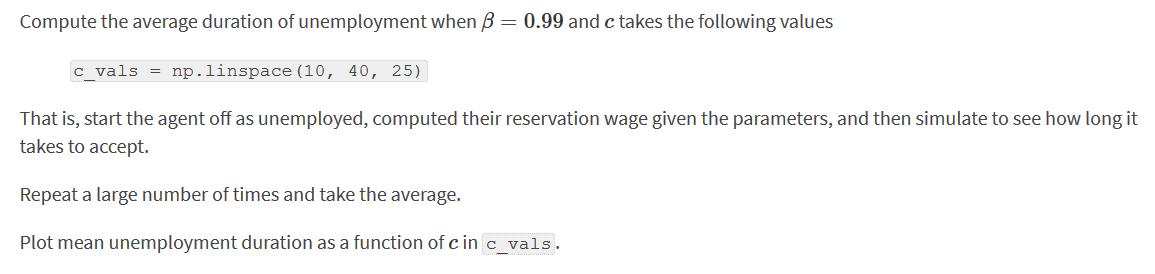 Compute the average duration of unemployment when β = 0.99 and c takes the following values
c_vals = np.linspace(10, 40, 25)
That is, start the agent off as unemployed, computed their reservation wage given the parameters, and then simulate to see how long it
takes to accept.
Repeat a large number of times and take the average.
Plot mean unemployment duration as a function of c in c_vals.